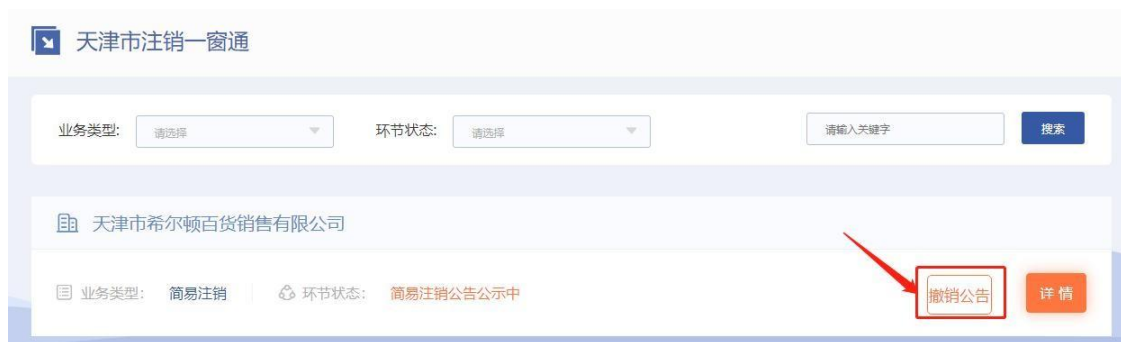 天津市注销一窗通
业务类型: 请选择 环节状态: 请选择 请输入关键字 搜索
天津市希尔顿百货销售有限公司
业务类型: 简易注销 环节状态: 简易注销公告公示中 撤销公告 详情